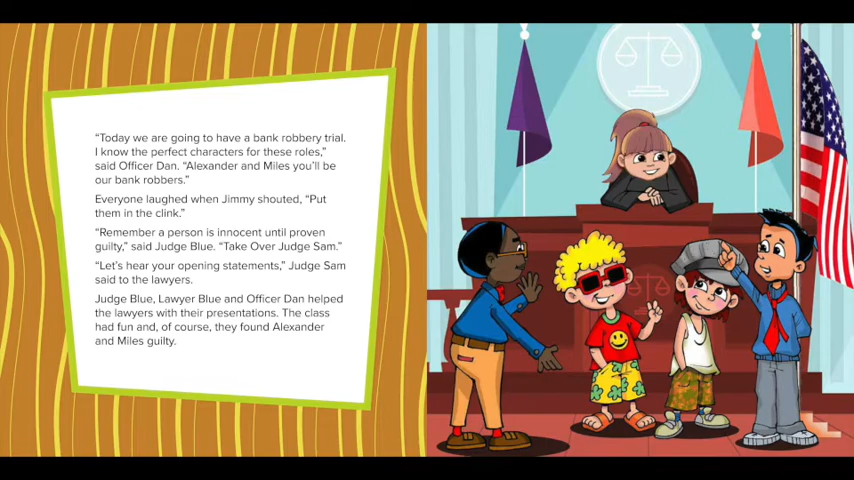 “Today we are going to have a bank robbery trial.
I know the perfect characters for these roles,”
said Officer Dan. “Alexander and Miles you’ll be
our bank robbers.”
Everyone laughed when Jimmy shouted, “Put
them in the clink.”
“Remember a person is innocent until proven
guilty,” said Judge Blue. “Take Over Judge Sam.”
“Let’s hear your opening statements,” Judge Sam
said to the lawyers.
Judge Blue, Lawyer Blue and Officer Dan helped
the lawyers with their presentations. The class
had fun and, of course, they found Alexander
and Miles guilty.